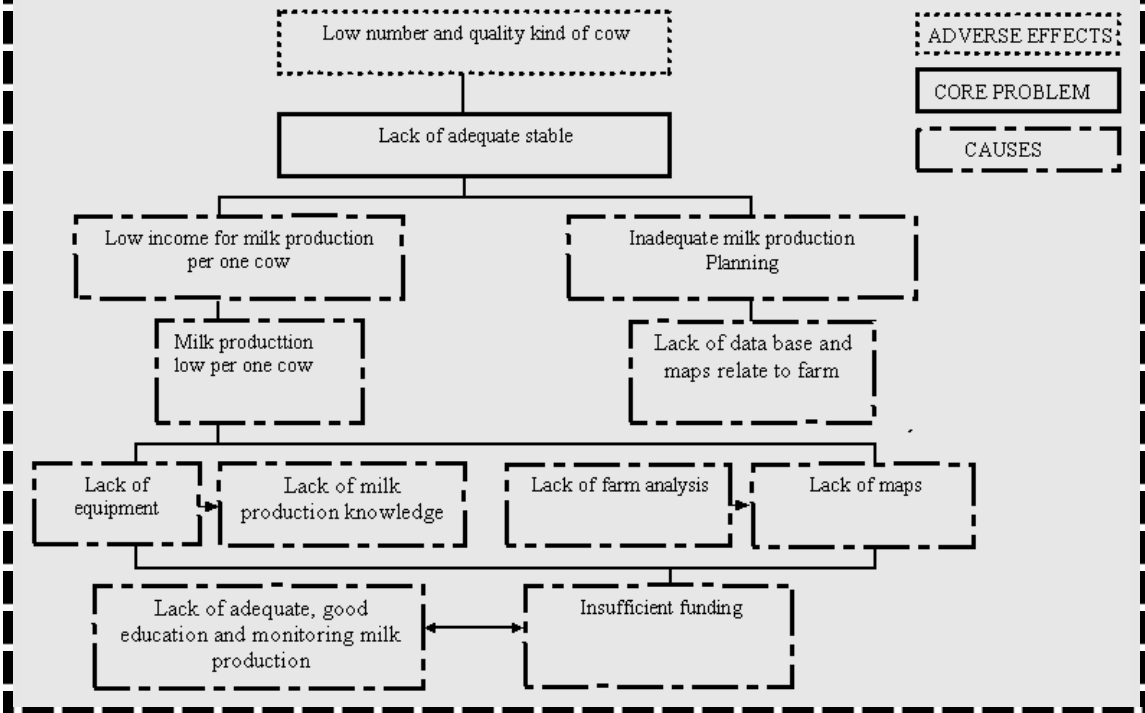 Low number and quality kind of cow
ADVERSE EFFECTS
CORE PROBLEM
CAUSES
Lack of adequate stable
Low income for milk production
per one cow
Inadequate milk production
Planning
Milk producttion
low per one cow
Lack of data base and
maps relate to farm
Lack of
equipment
Lack of milk
production knowledge
Lack of farm analysis
Lack of maps
Lack of adequate, good
education and monitoring milk
production
Insufficient funding